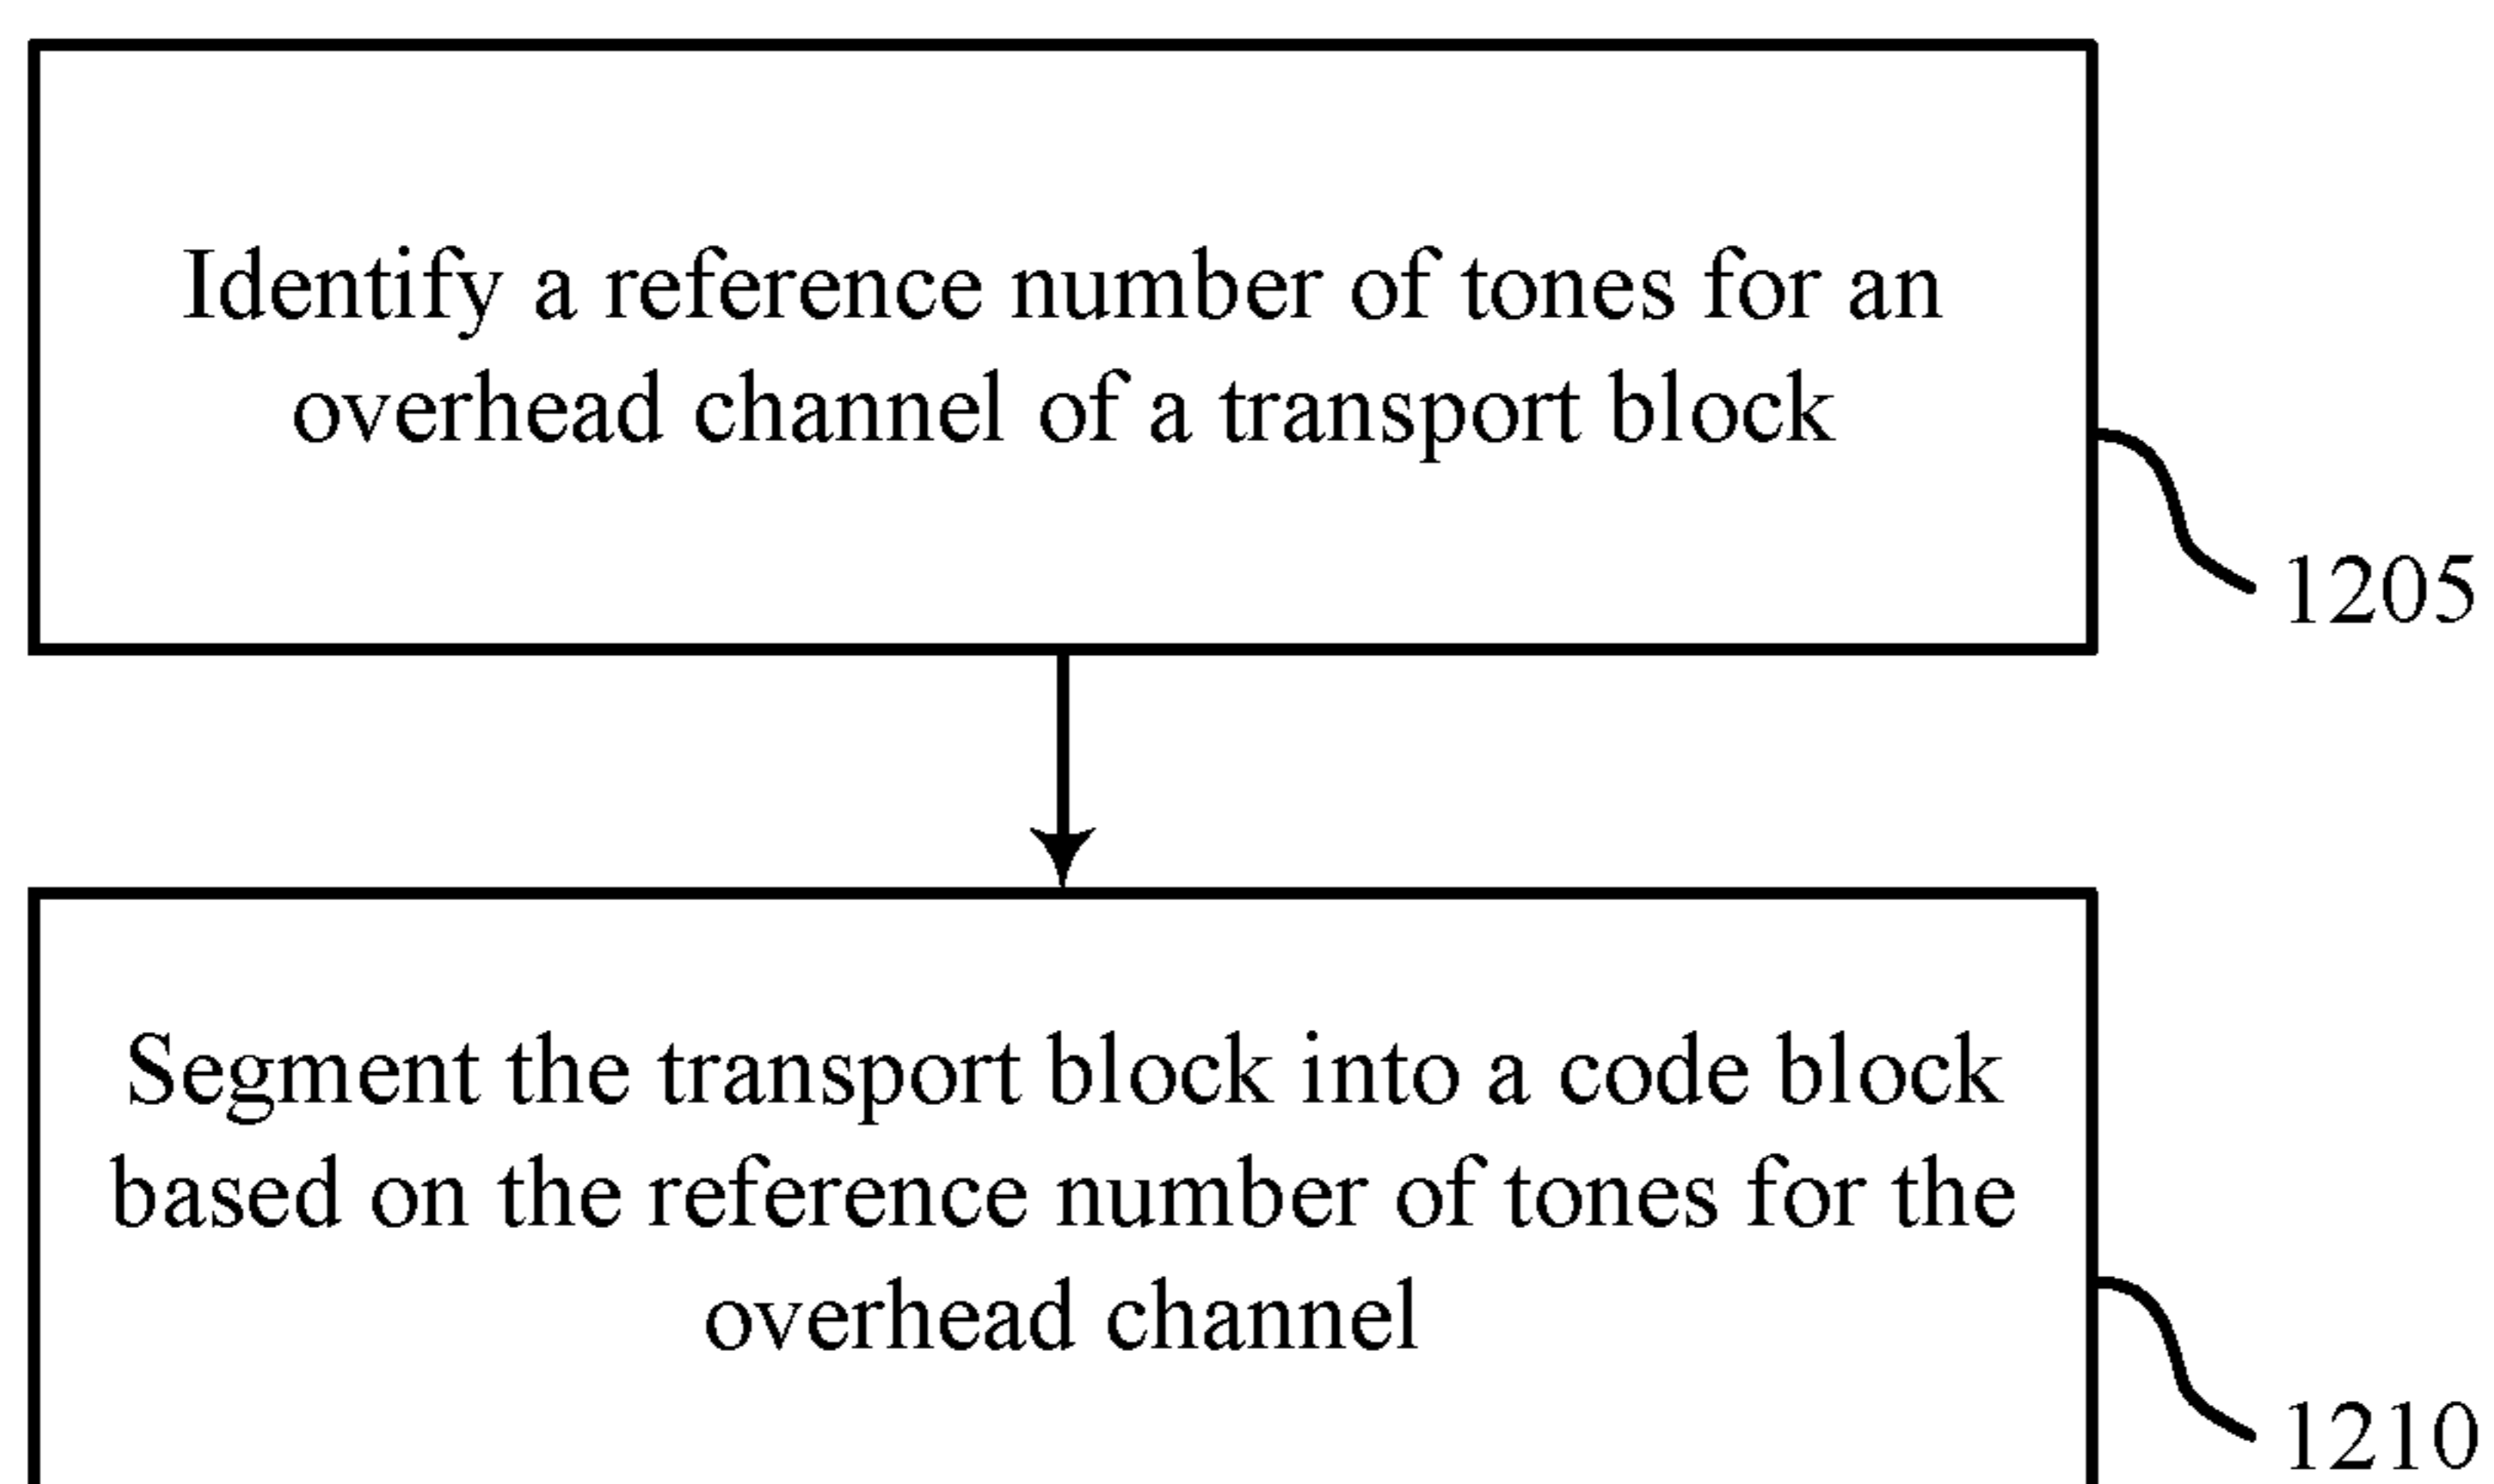 Identify a reference number of tones for an
overhead channel of a transport block
1205
Segment the transport block into a code block
based on the reference number of tones for the
overhead channel
1210